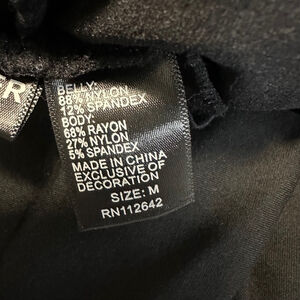 ER
BELLY:
88% NYLON
12% SPANDEX
BODY:
68% RAYON
27% NYLON
5% SPANDEX
MADE IN CHINA
EXCLUSIVE OF
DECORATION
SIZE: M
RN112642